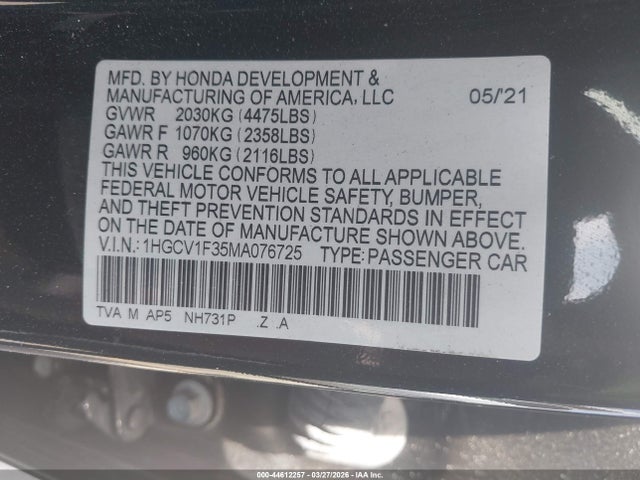 MFD. BY HONDA DEVELOPMENT &
MANUFACTURING OF AMERICA, LLC 05/'21
GVWR 2030KG (4475LBS)
GAWR F 1070KG (2358LBS)
GAWR R 960KG (2116LBS)
THIS VEHICLE CONFORMS TO ALL APPLICABLE
FEDERAL MOTOR VEHICLE SAFETY, BUMPER,
AND THEFT PREVENTION STANDARDS IN EFFECT
ON THE DATE OF MANUFACTURE SHOWN ABOVE.
V.I.N.: 1HGCV1F35MA076725 TYPE: PASSENGER CAR
TVA M AP5 NH731P .Z .A
000-44612257 | 03/27/2026 | IAA Inc.